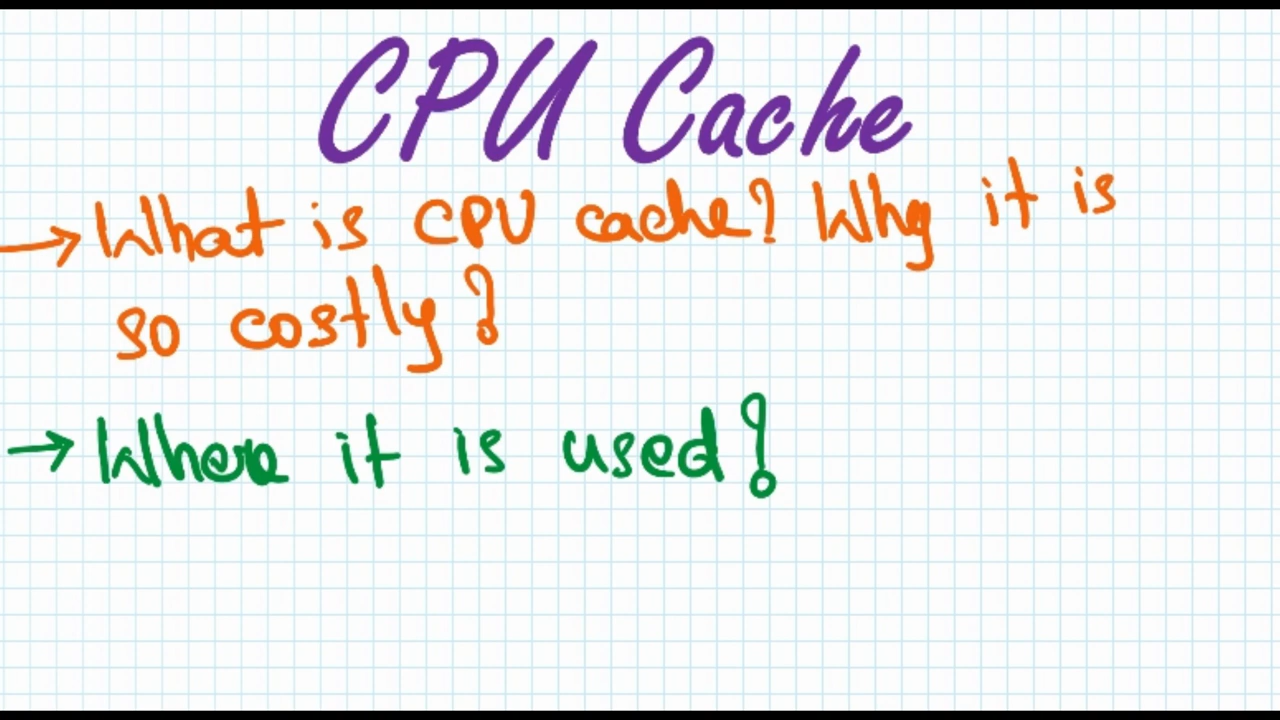 CPU Cache
→ What is CPU cache? Why it is
so costly?
→ Where it is used?